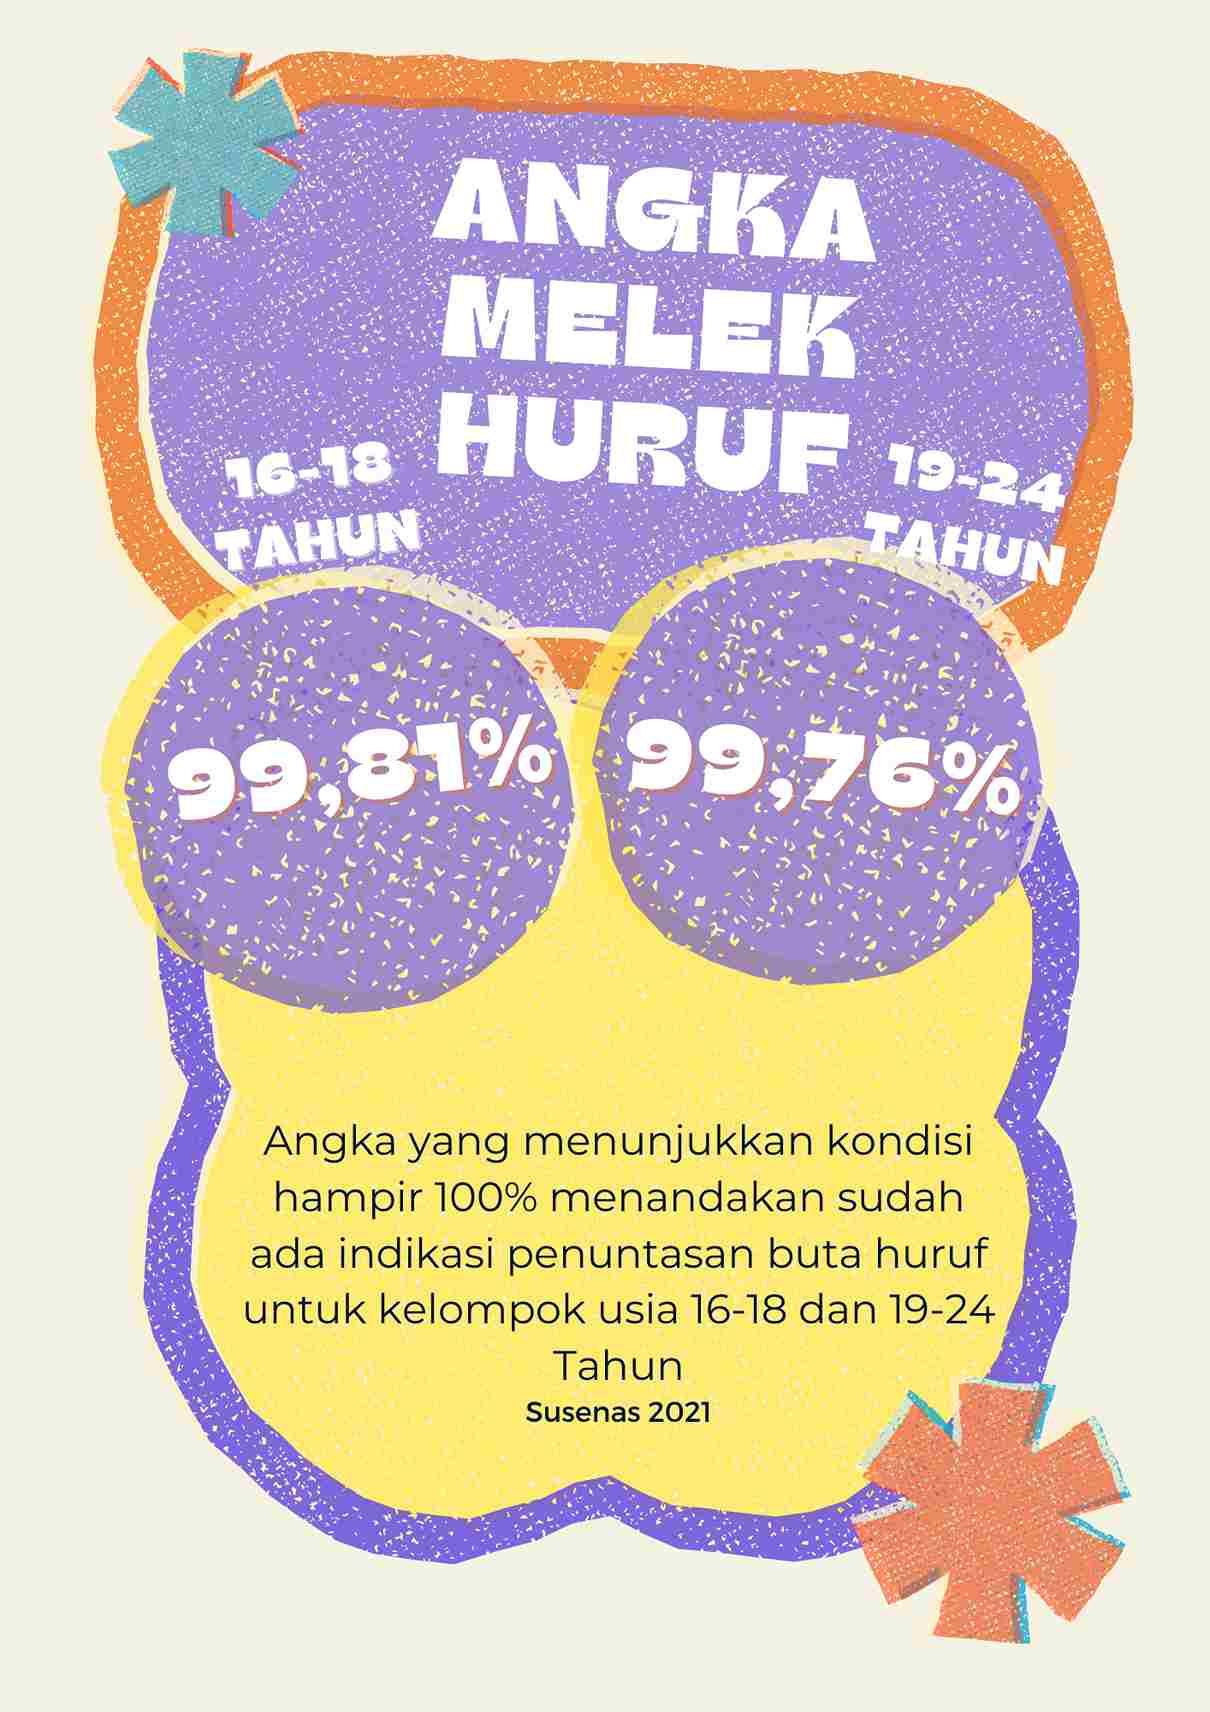 ANGKA
MELEK
HURUF
16-18
TAHUN
19-24
TAHUN
99,81%
99,76%
Angka yang menunjukkan kondisi
hampir 100% menandakan sudah
ada indikasi penuntasan buta huruf
untuk kelompok usia 16-18 dan 19-24
Tahun
Susenas 2021